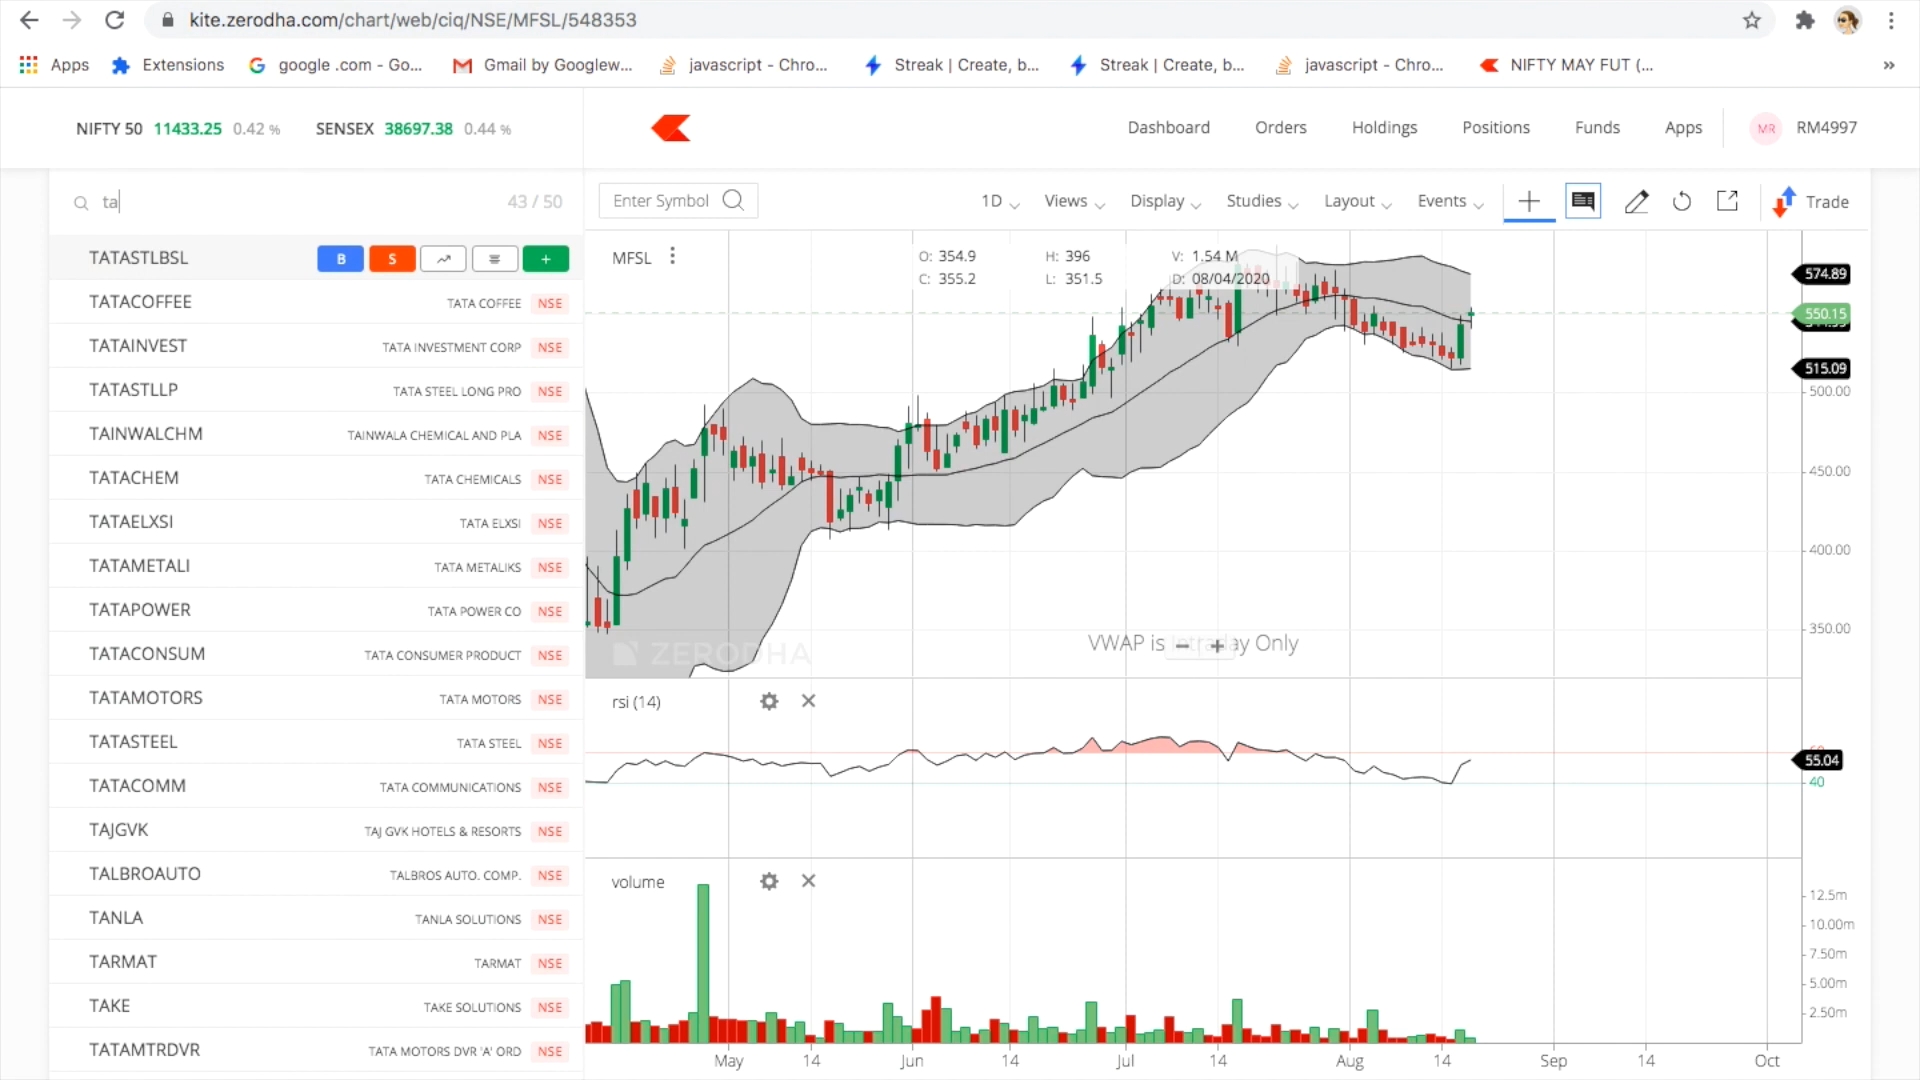 kite.zerodha.com/chart/web/ciq/NSE/MFSL/548353
Apps Extensions google .com - Go... Gmail by Googlew... javascript - Chro... Streak | Create, b... Streak | Create, b... javascript - Chro... NIFTY MAY FUT (... »
NIFTY 50 11433.25 0.42 % SENSEX 38697.38 0.44 %
Dashboard Orders Holdings Positions Funds Apps MR RM4997
ta 43 / 50
Enter Symbol 1D Views Display Studies Layout Events Trade
TATASTLBSL B S +
TATACOFFEE TATA COFFEE NSE
TATAINVEST TATA INVESTMENT CORP NSE
TATASTLLP TATA STEEL LONG PRO NSE
TAINWALCHM TAINWALA CHEMICAL AND PLA NSE
TATACHEM TATA CHEMICALS NSE
TATAELXSI TATA ELXSI NSE
TATAMETALI TATA METALIKS NSE
TATAPOWER TATA POWER CO NSE
TATACONSUM TATA CONSUMER PRODUCT NSE
TATAMOTORS TATA MOTORS NSE
TATASTEEL TATA STEEL NSE
TATACOMM TATA COMMUNICATIONS NSE
TAJGVK TAJ GVK HOTELS & RESORTS NSE
TALBROAUTO TALBROS AUTO. COMP. NSE
TANLA TANLA SOLUTIONS NSE
TARMAT TARMAT NSE
TAKE TAKE SOLUTIONS NSE
TATAMTRDVR TATA MOTORS DVR 'A' ORD NSE
MFSL
O: 354.9 H: 396 V: 1.54 M
C: 355.2 L: 351.5 D: 08/04/2020
574.89
550.15
515.09
500.00
450.00
400.00
350.00
ZERODHA
VWAP is Intraday Only
rsi (14)
55.04
40
volume
12.5m
10.00m
7.50m
5.00m
2.50m
May 14 Jun 14 Jul 14 Aug 14 Sep 14 Oct